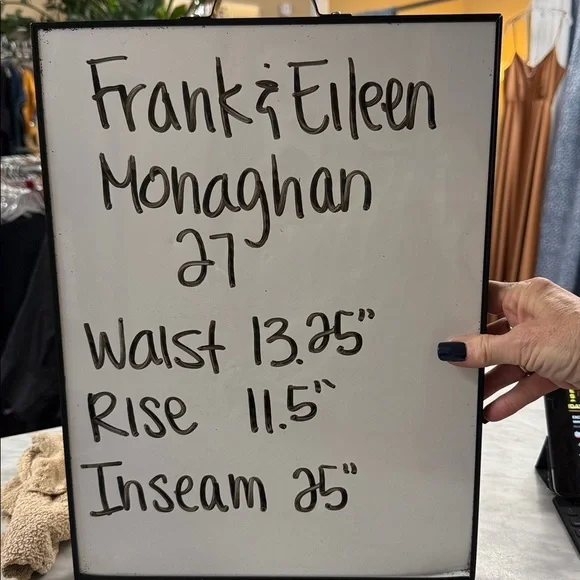 Frank & Eileen
Monaghan
27
Waist 13.25"
Rise 11.5"
Inseam 25"